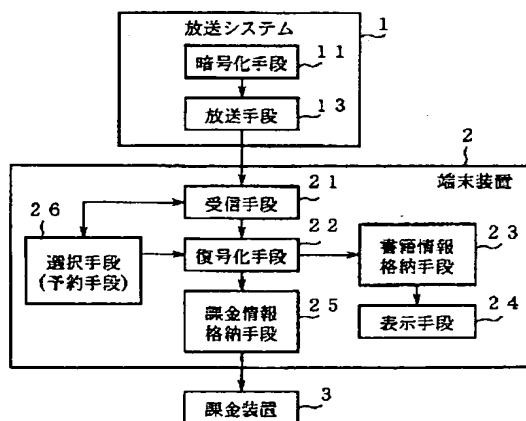 放送システム
1
暗号化手段
11
放送手段
13
2
端末装置
21
受信手段
26
選択手段
(予約手段)
22
復号化手段
23
書籍情報
格納手段
25
課金情報
格納手段
24
表示手段
課金装置
3